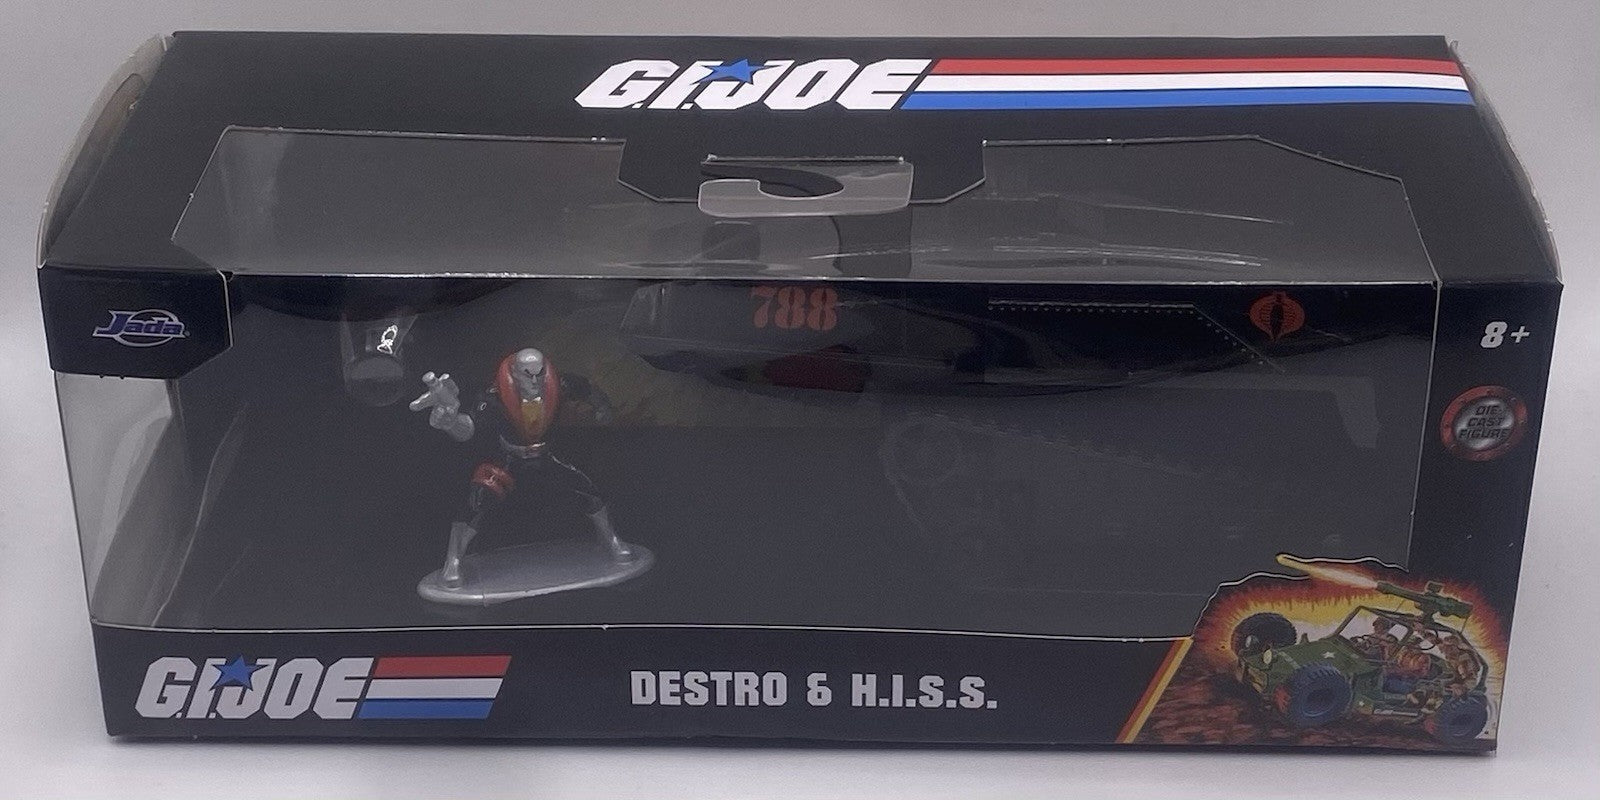 G.I.JOE
788
Jada
8+
DIE
CAST
FIGURE
G.I.JOE
DESTRO & H.I.S.S.